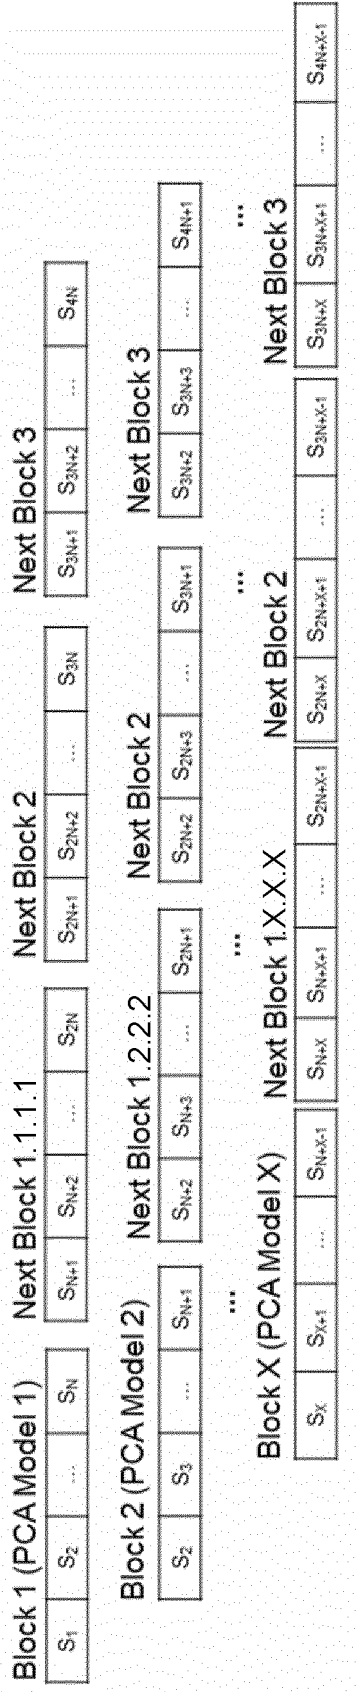 Block 1 (PCA Model 1) Next Block 1.1.1.1 Next Block 2 Next Block 3
S1 S2 ... SN SN+1 SN+2 ... S2N S2N+1 S2N+2 ... S3N S3N+1 S3N+2 ... S4N
Block 2 (PCA Model 2) Next Block 1.2.2.2 Next Block 2 Next Block 3
S2 S3 ... SN+1 SN+2 SN+3 ... S2N+1 S2N+2 S2N+3 ... S3N+1 S3N+2 S3N+3 ... S4N+1
... ... ... ...
Block X (PCA Model X) Next Block 1.X.X.X Next Block 2 Next Block 3
SX SX+1 ... SN+X-1 SN+X SN+X+1 ... S2N+X-1 S2N+X S2N+X+1 ... S3N+X-1 S3N+X S3N+X+1 ... S4N+X-1